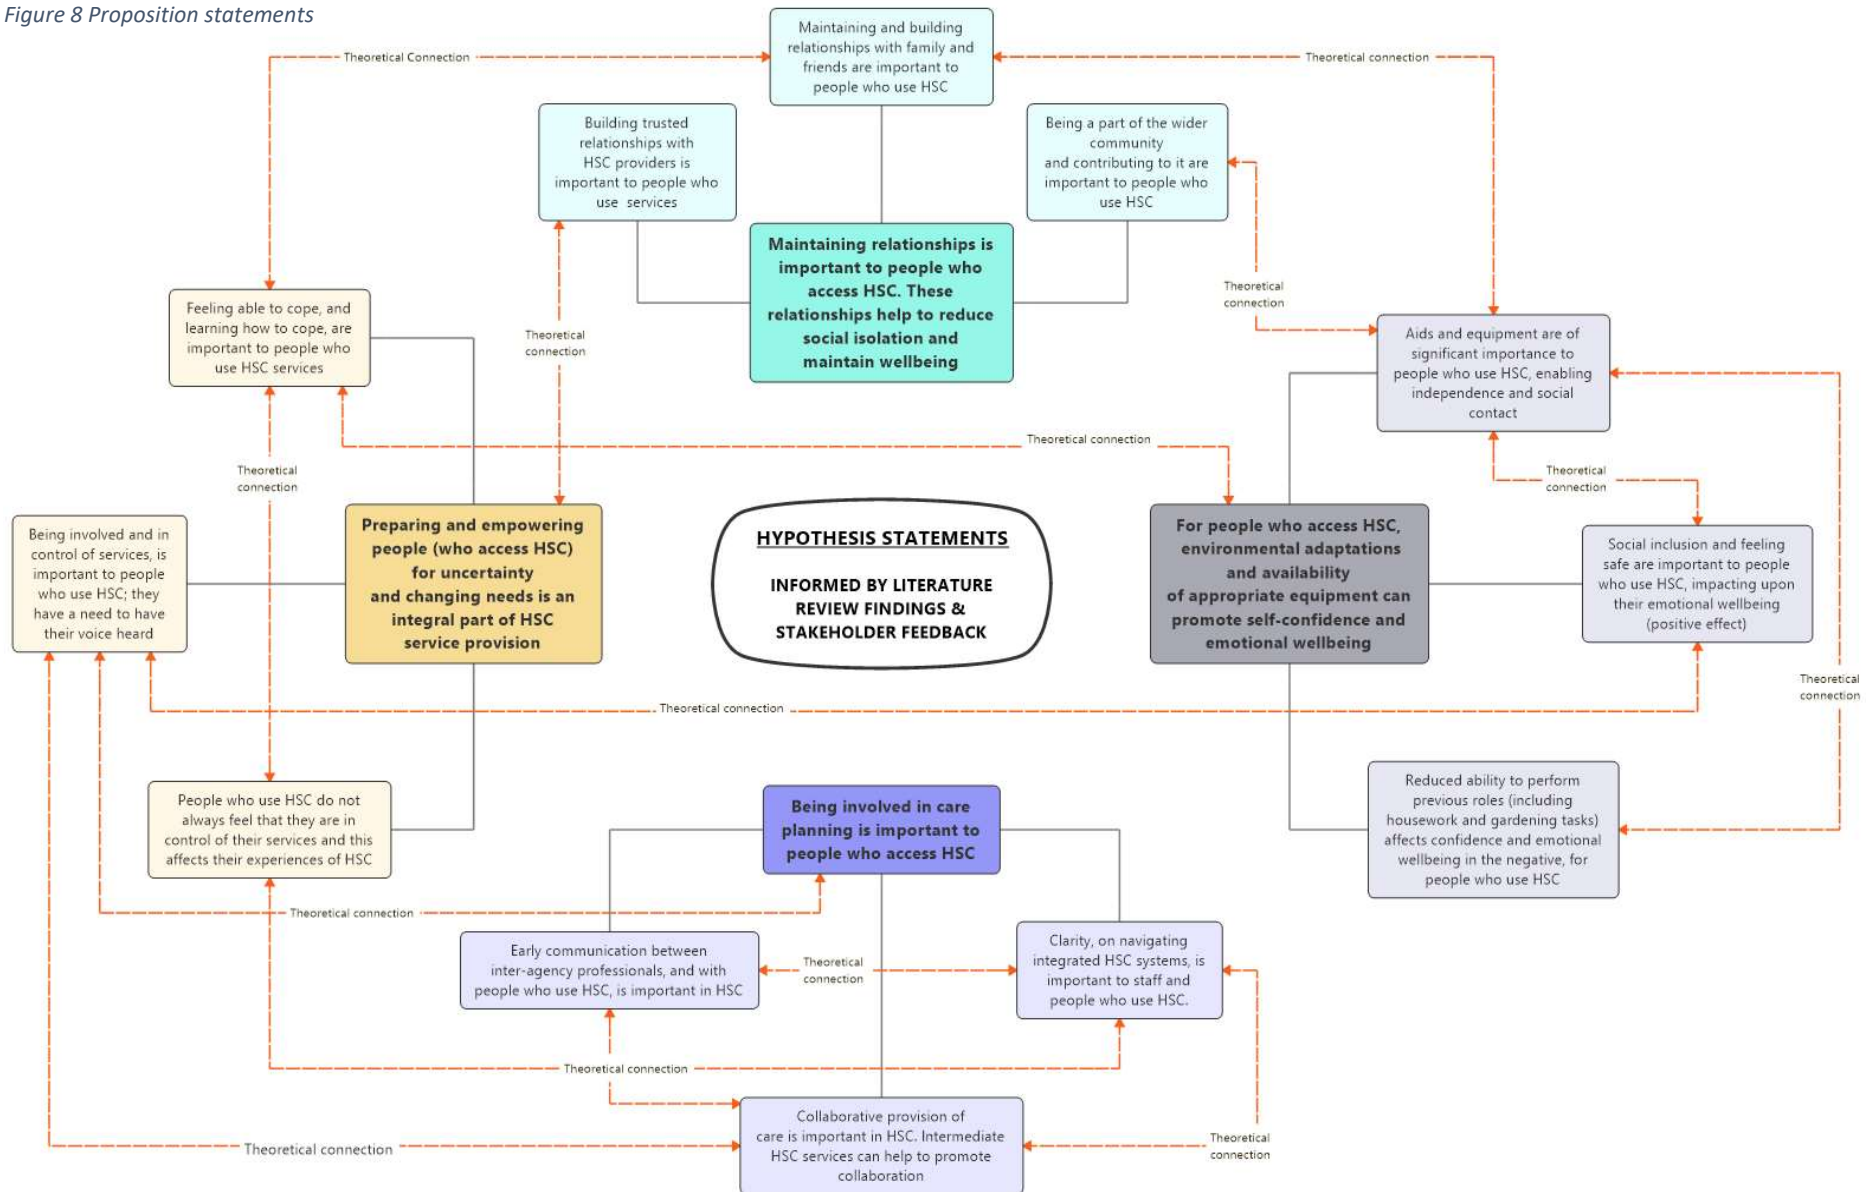 Figure 8 Proposition statements
Maintaining and building
relationships with family and
friends are important to
people who use HSC
Theoretical Connection
Theoretical connection
Building trusted
relationships with
HSC providers is
important to people who
use services
Being a part of the wider
community
and contributing to it are
important to people who
use HSC
Maintaining relationships is
important to people who
access HSC. These
relationships help to reduce
social isolation and
maintain wellbeing
Theoretical
connection
Feeling able to cope, and
learning how to cope, are
important to people who
use HSC services
Theoretical
connection
Aids and equipment are of
significant importance to
people who use HSC, enabling
independence and social
contact
Theoretical connection
Theoretical
connection
Theoretical
connection
Being involved and in
control of services, is
important to people
who use HSC; they
have a need to have
their voice heard
Preparing and empowering
people (who access HSC)
for uncertainty
and changing needs is an
integral part of HSC
service provision
HYPOTHESIS STATEMENTS
INFORMED BY LITERATURE
REVIEW FINDINGS &
STAKEHOLDER FEEDBACK
For people who access HSC,
environmental adaptations
and availability
of appropriate equipment can
promote self-confidence and
emotional wellbeing
Social inclusion and feeling
safe are important to people
who use HSC, impacting upon
their emotional wellbeing
(positive effect)
Theoretical
connection
Theoretical connection
People who use HSC do not
always feel that they are in
control of their services and this
affects their experiences of HSC
Being involved in care
planning is important to
people who access HSC
Reduced ability to perform
previous roles (including
housework and gardening tasks)
affects confidence and emotional
wellbeing in the negative, for
people who use HSC
Theoretical connection
Early communication between
inter-agency professionals, and with
people who use HSC, is important in HSC
Theoretical
connection
Clarity, on navigating
integrated HSC systems, is
important to staff and
people who use HSC.
Theoretical connection
Collaborative provision of
care is important in HSC. Intermediate
HSC services can help to promote
collaboration
Theoretical connection
Theoretical
connection